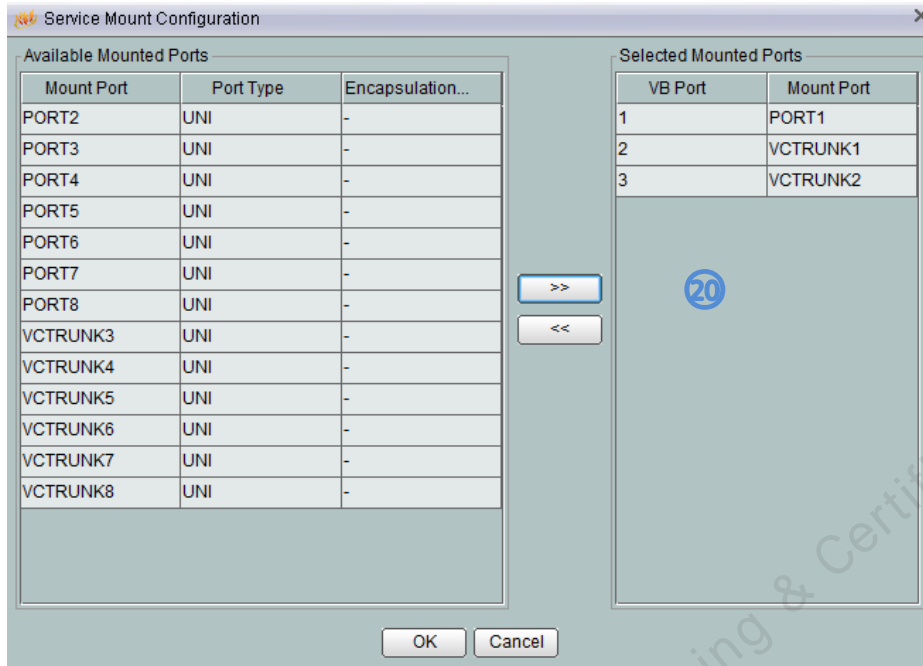 Service Mount Configuration
Available Mounted Ports
Mount Port Port Type Encapsulation...
PORT2 UNI -
PORT3 UNI -
PORT4 UNI -
PORT5 UNI -
PORT6 UNI -
PORT7 UNI -
PORT8 UNI -
VCTRUNK3 UNI -
VCTRUNK4 UNI -
VCTRUNK5 UNI -
VCTRUNK6 UNI -
VCTRUNK7 UNI -
VCTRUNK8 UNI -
>>
<<
Selected Mounted Ports
VB Port Mount Port
1 PORT1
2 VCTRUNK1
3 VCTRUNK2
⑳
OK Cancel